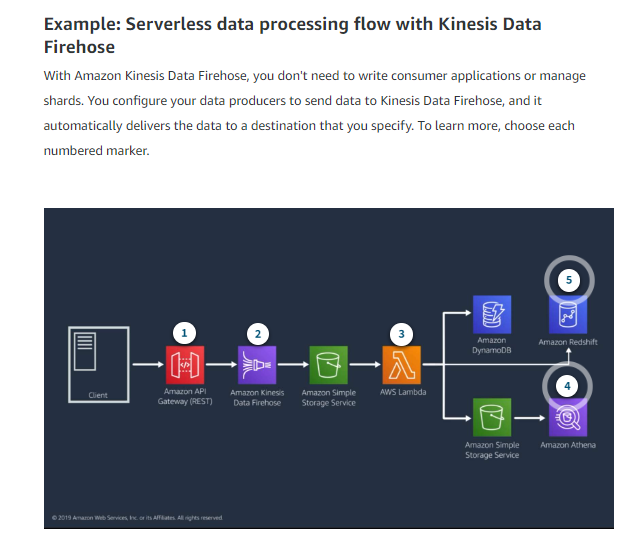 Example: Serverless data processing flow with Kinesis Data
Firehose
With Amazon Kinesis Data Firehose, you don't need to write consumer applications or manage
shards. You configure your data producers to send data to Kinesis Data Firehose, and it
automatically delivers the data to a destination that you specify. To learn more, choose each
numbered marker.
5
1
2
3
Amazon
DynamoDB
Amazon Redshift
4
Client
Amazon API
Gateway (REST)
Amazon Kinesis
Data Firehose
Amazon Simple
Storage Service
AWS Lambda
Amazon Simple
Storage Service
Amazon Athena
© 2019 Amazon Web Services, Inc. or its Affiliates. All rights reserved.